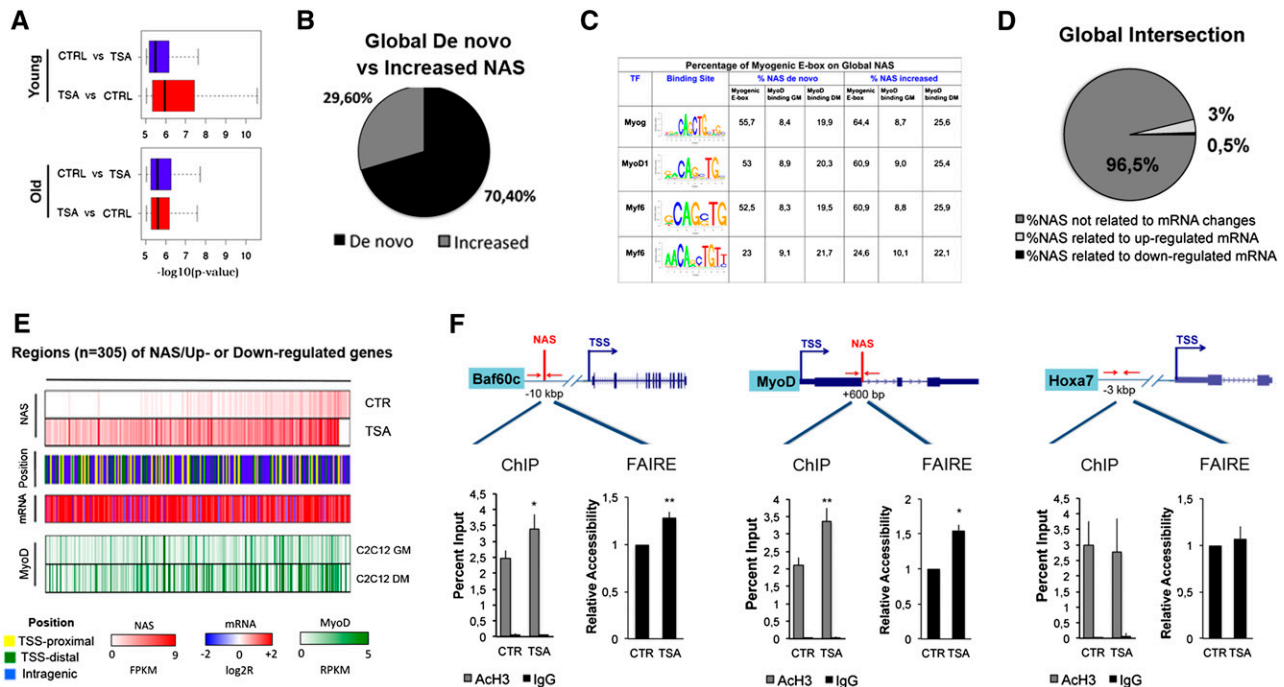 A
Young
CTRL vs TSA
TSA vs CTRL
5 6 7 8 9 10
Old
CTRL vs TSA
TSA vs CTRL
5 6 7 8 9 10
-log10(p-value)
B
Global De novo
vs Increased NAS
29,60%
70,40%
De novo Increased
C
Percentage of Myogenic E-box on Global NAS
TF Binding Site % NAS de novo % NAS increased
Myogenic E-box MyoD binding GM MyoD binding DM Myogenic E-box MyoD binding GM MyoD binding DM
Myog 55,7 8,4 19,9 64,4 8,7 25,6
MyoD1 53 8,9 20,3 60,9 9,0 25,4
Myf6 52,5 8,3 19,5 60,9 8,8 25,9
Myf6 23 9,1 21,7 24,6 10,1 22,1
D
Global Intersection
3%
0,5%
96,5%
%NAS not related to mRNA changes
%NAS related to up-regulated mRNA
%NAS related to down-regulated mRNA
E
Regions (n=305) of NAS/Up- or Down-regulated genes
NAS
CTR
TSA
Position
mRNA
MyoD
C2C12 GM
C2C12 DM
Position
TSS-proximal
TSS-distal
Intragenic
NAS
0 9
FPKM
mRNA
-2 0 +2
log2R
MyoD
0 5
RPKM
F
NAS
TSS
Baf60c
-10 kbp
ChIP FAIRE
Percent Input
4,5
4
3,5
3
2,5
2
1,5
1
0,5
0
*
CTR TSA
Relative Accessibility
2
1,5
1
0,5
0
**
CTR TSA
AcH3 IgG
TSS
NAS
MyoD
+600 bp
ChIP FAIRE
Percent Input
4
3,5
3
2,5
2
1,5
1
0,5
0
**
CTR TSA
Relative Accessibility
2
1,5
1
0,5
0
*
CTR TSA
AcH3 IgG
TSS
Hoxa7
-3 kbp
ChIP FAIRE
Percent Input
4,5
4
3,5
3
2,5
2
1,5
1
0,5
0
CTR TSA
Relative Accessibility
1,5
1
0,5
0
CTR TSA
AcH3 IgG